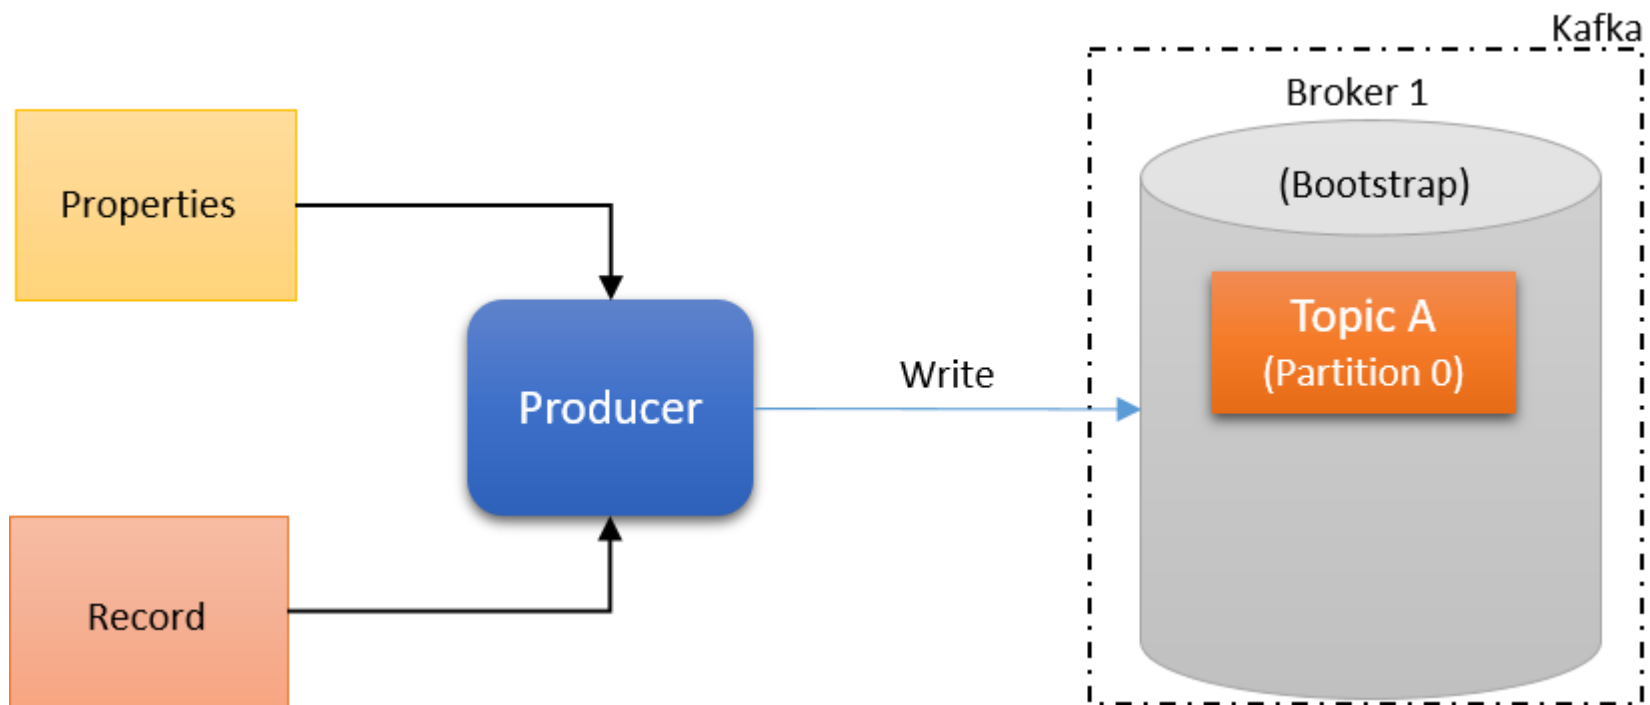 Kafka
Broker 1
(Bootstrap)
Properties
Topic A
(Partition 0)
Write
Producer
Record